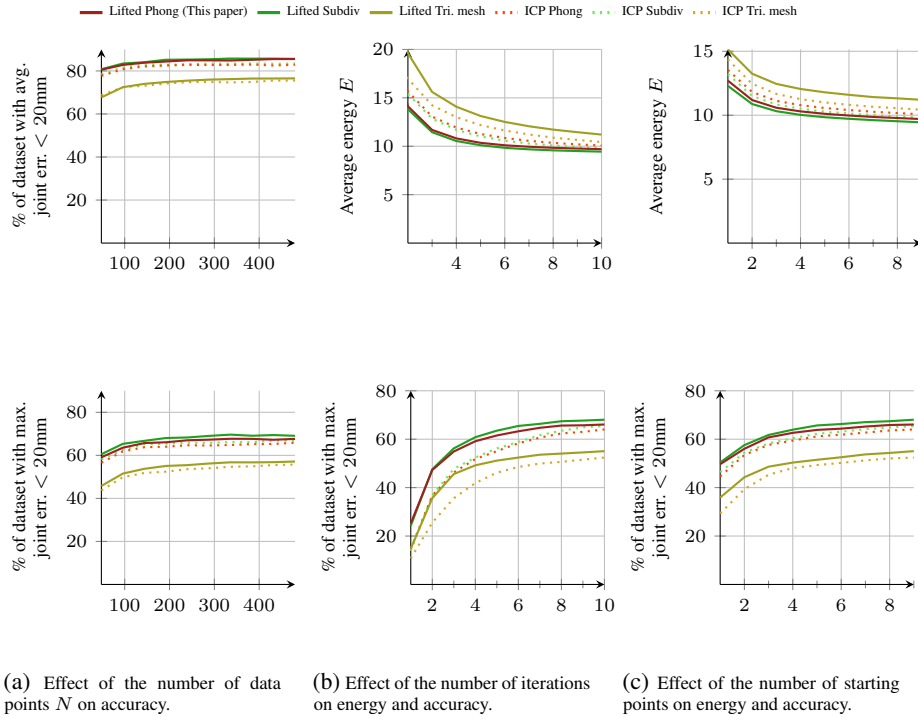 Lifted Phong (This paper) Lifted Subdiv Lifted Tri. mesh ICP Phong ICP Subdiv ICP Tri. mesh
% of dataset with avg.
joint err. < 20mm
80
60
40
20
100 200 300 400
Average energy E
20
15
10
5
4 6 8 10
Average energy E
15
10
5
2 4 6 8
% of dataset with max.
joint err. < 20mm
80
60
40
20
100 200 300 400
% of dataset with max.
joint err. < 20mm
80
60
40
20
2 4 6 8 10
% of dataset with max.
joint err. < 20mm
80
60
40
20
2 4 6 8
(a) Effect of the number of data
points N on accuracy.
(b) Effect of the number of iterations
on energy and accuracy.
(c) Effect of the number of starting
points on energy and accuracy.